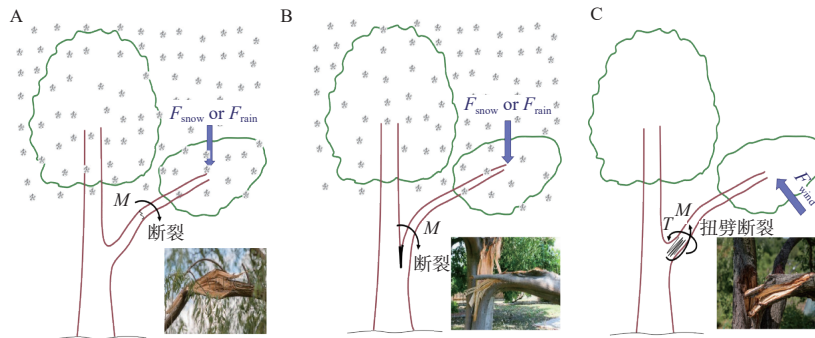 A
F_snow or F_rain
M
断裂
B
F_snow or F_rain
M
断裂
C
F_wind
T
M
扭劈断裂